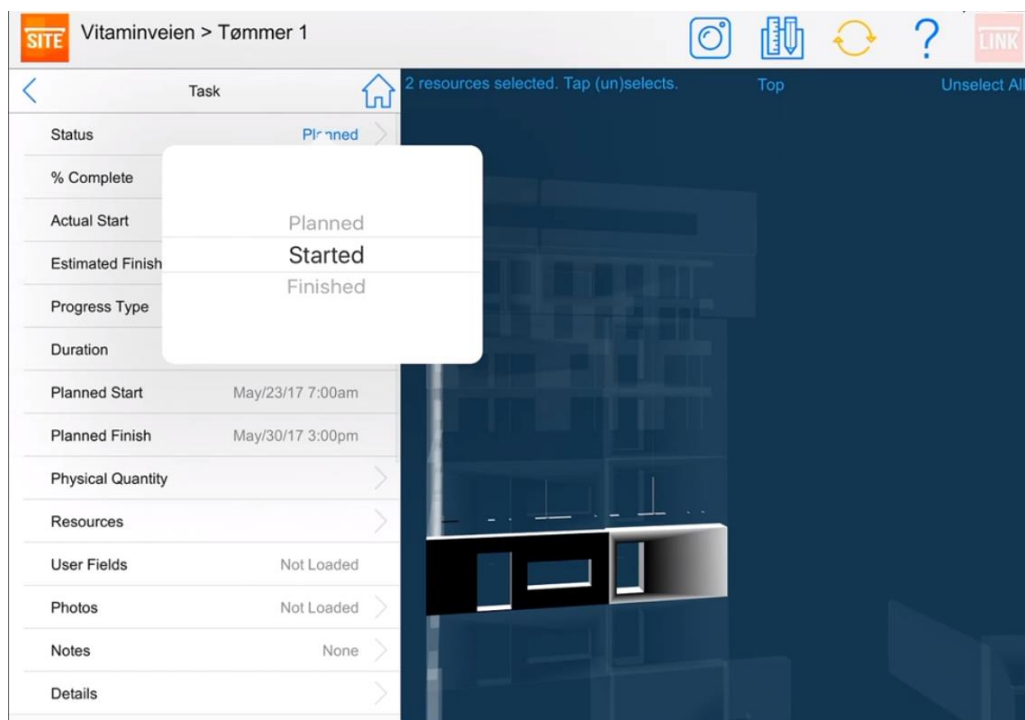 SITE
Vitaminveien > Tømmer 1
?
LINK
Task
2 resources selected. Tap (un)selects.
Top
Unselect All
Status
% Complete
Actual Start
Estimated Finish
Progress Type
Duration
Planned
Planned
Started
Finished
Planned Start May/23/17 7:00am
Planned Finish May/30/17 3:00pm
Physical Quantity
Resources
User Fields Not Loaded
Photos Not Loaded
Notes None
Details